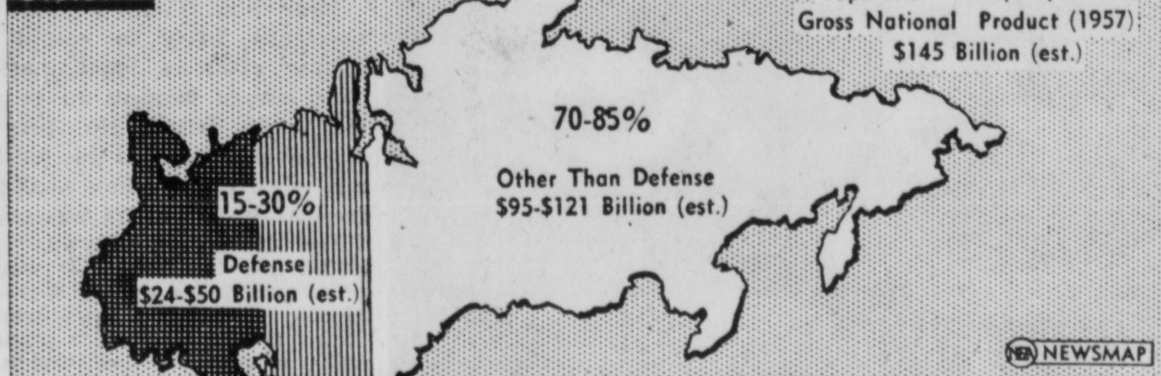 Gross National Product (1957):
$145 Billion (est.)
70-85%
Other Than Defense
$95-$121 Billion (est.)
15-30%
Defense
$24-$50 Billion (est.)
NEA NEWSMAP